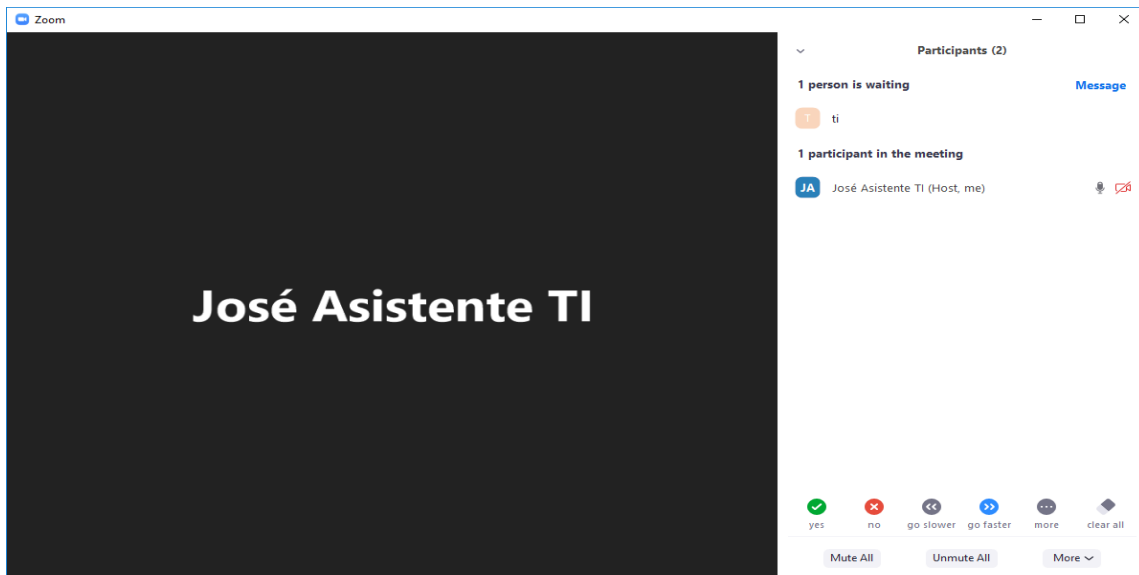 Zoom
Participants (2)
1 person is waiting Message
T ti
1 participant in the meeting
JA José Asistente TI (Host, me)
José Asistente TI
yes no go slower go faster more clear all
Mute All Unmute All More